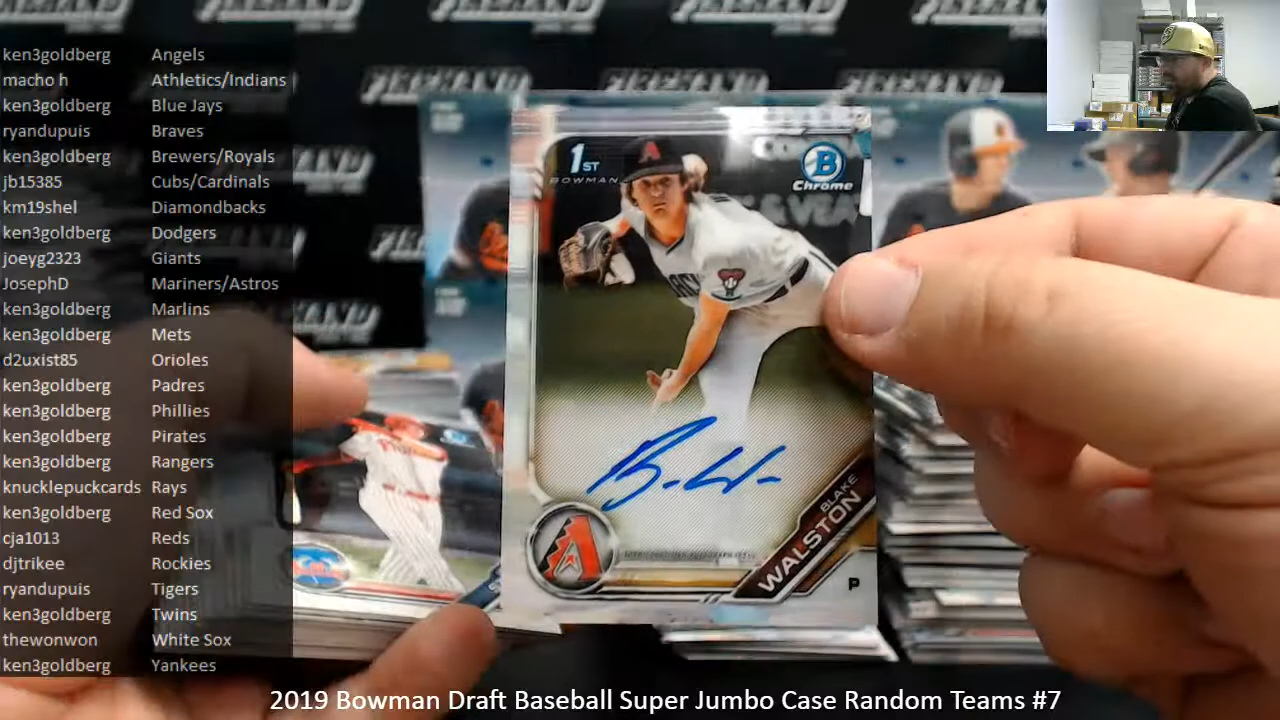 ken3goldberg Angels
macho h Athletics/Indians
ken3goldberg Blue Jays
ryandupuis Braves
ken3goldberg Brewers/Royals
jb15385 Cubs/Cardinals
km19shel Diamondbacks
ken3goldberg Dodgers
joeyg2323 Giants
JosephD Mariners/Astros
ken3goldberg Marlins
ken3goldberg Mets
d2uxist85 Orioles
ken3goldberg Padres
ken3goldberg Phillies
ken3goldberg Pirates
ken3goldberg Rangers
knucklepuckcards Rays
ken3goldberg Red Sox
cja1013 Reds
djtrikee Rockies
ryandupuis Tigers
ken3goldberg Twins
thewonwon White Sox
ken3goldberg Yankees
1ST
BOWMAN
B
Chrome
A
BLAKE
WALSTON
P
2019 Bowman Draft Baseball Super Jumbo Case Random Teams #7